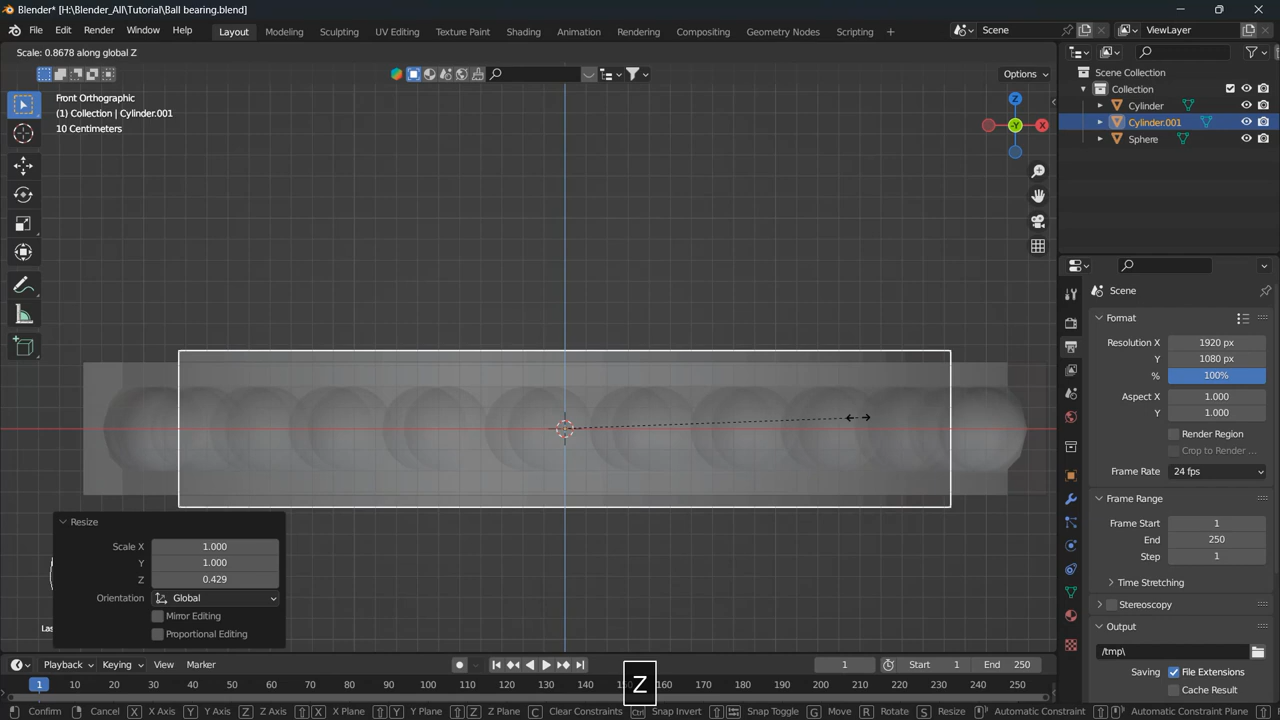 Blender* [H:\Blender_All\Tutorial\Ball bearing.blend]
File Edit Render Window Help Layout Modeling Sculpting UV Editing Texture Paint Shading Animation Rendering Compositing Geometry Nodes Scripting + Scene ViewLayer
Scale: 0.8678 along global Z
Options
Front Orthographic
(1) Collection | Cylinder.001
10 Centimeters
Z
-Y
X
Scene Collection
Collection
Cylinder
Cylinder.001
Sphere
Scene
Format
Resolution X 1920 px
Y 1080 px
% 100%
Aspect X 1.000
Y 1.000
Render Region
Crop to Render ...
Frame Rate 24 fps
Frame Range
Frame Start 1
End 250
Step 1
Time Stretching
Stereoscopy
Output
/tmp\
Saving File Extensions
Cache Result
Resize
Scale X 1.000
Y 1.000
Z 0.429
Orientation Global
Mirror Editing
Proportional Editing
Las
Playback Keying View Marker 1 Start 1 End 250
Z
1 10 20 30 40 50 60 70 80 90 100 110 120 130 140 150 160 170 180 190 200 210 220 230 240 250
Confirm Cancel X X Axis Y Y Axis Z Z Axis X X Plane Y Y Plane Z Z Plane C Clear Constraints Ctrl Snap Invert Snap Toggle G Move R Rotate S Resize Automatic Constraint Automatic Constraint Plane